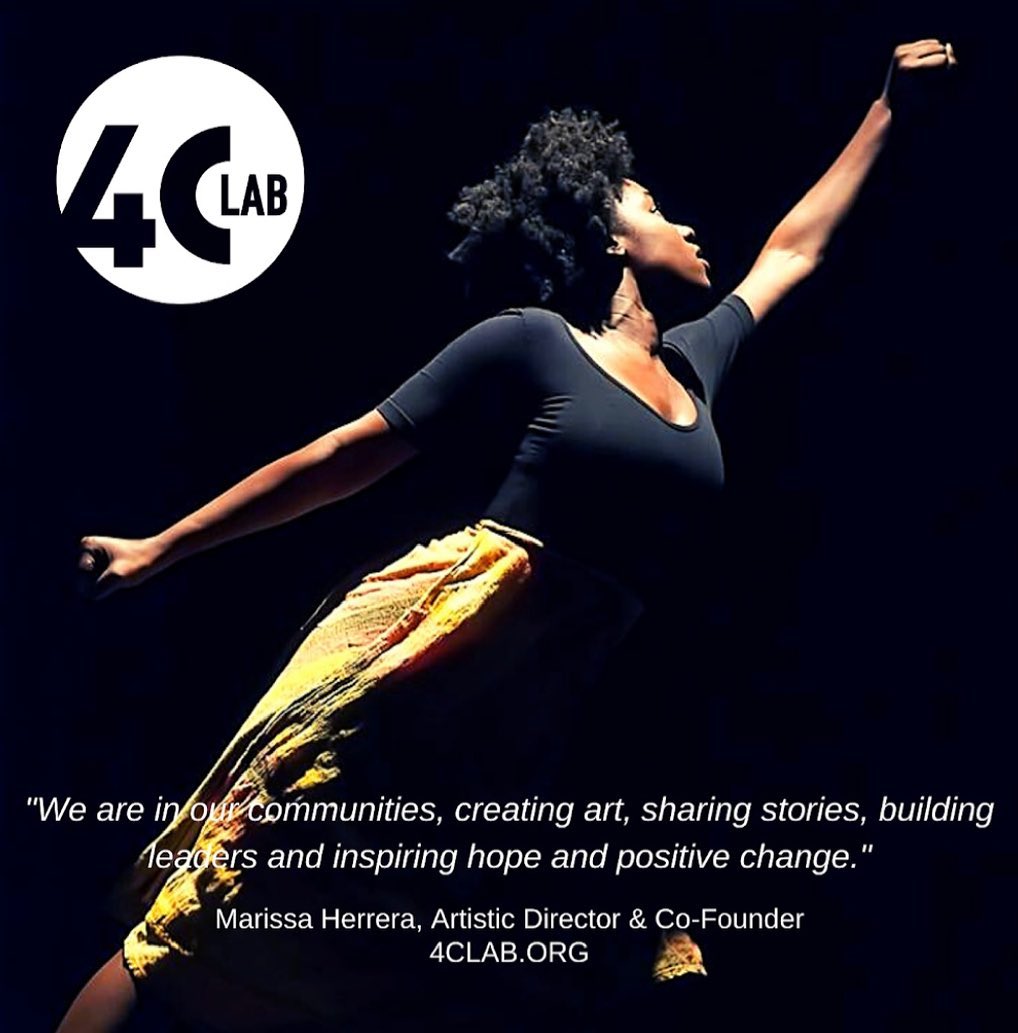 4C LAB
"We are in our communities, creating art, sharing stories, building
leaders and inspiring hope and positive change."
Marissa Herrera, Artistic Director & Co-Founder
4CLAB.ORG